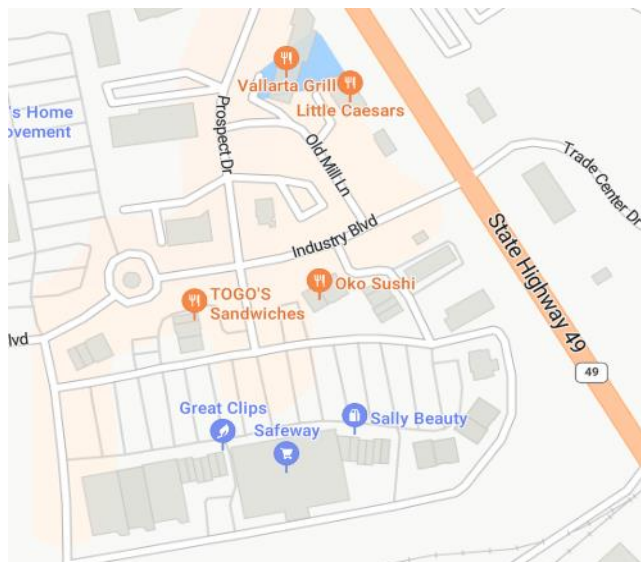 Vallarta Grill
Little Caesars
's Home
ovement
Prospect Dr
Old Mill Ln
Trade Center Dr
Industry Blvd
State Highway 49
TOGO'S
Sandwiches
Oko Sushi
lvd
49
Great Clips
Safeway
Sally Beauty